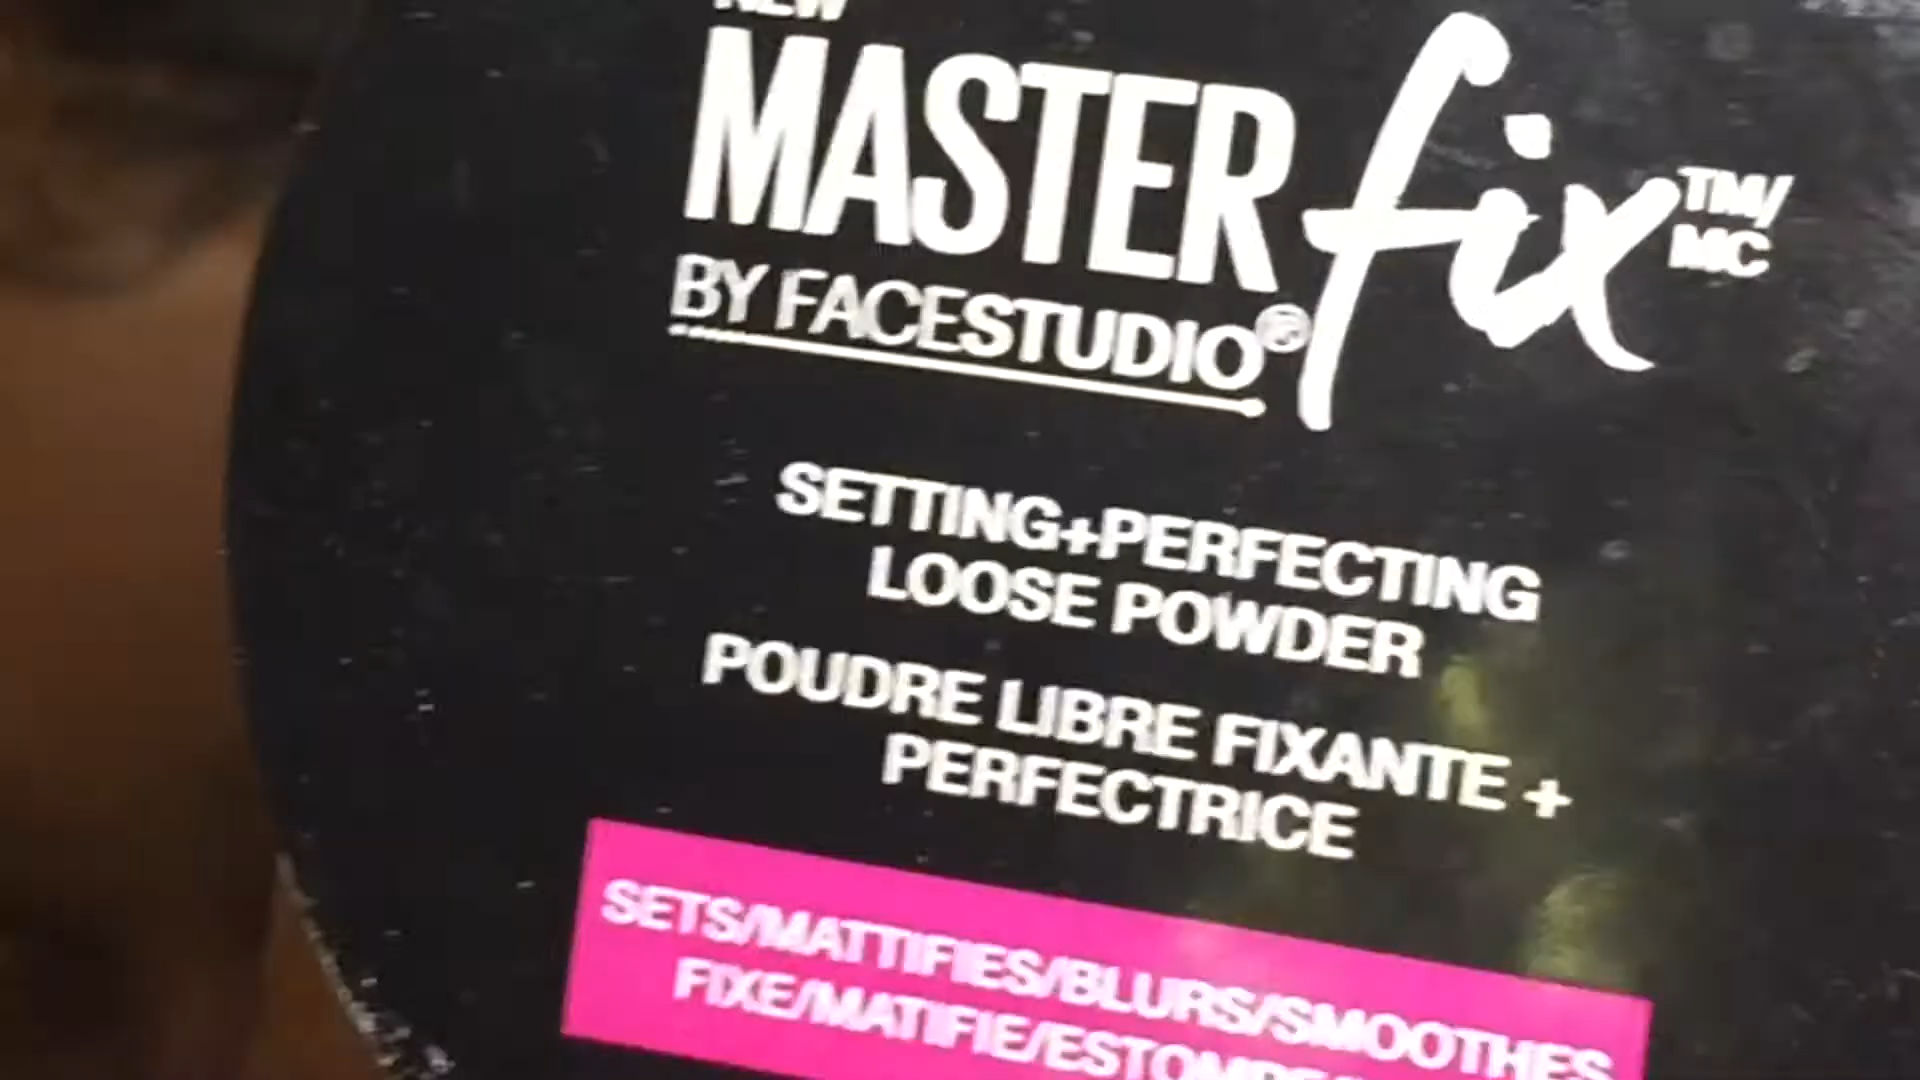 NEW
MASTER fix TM/MC
BY FACESTUDIO®
SETTING+PERFECTING
LOOSE POWDER
POUDRE LIBRE FIXANTE +
PERFECTRICE
SETS/MATTIFIES/BLURS/SMOOTHES
FIXE/MATIFIE/